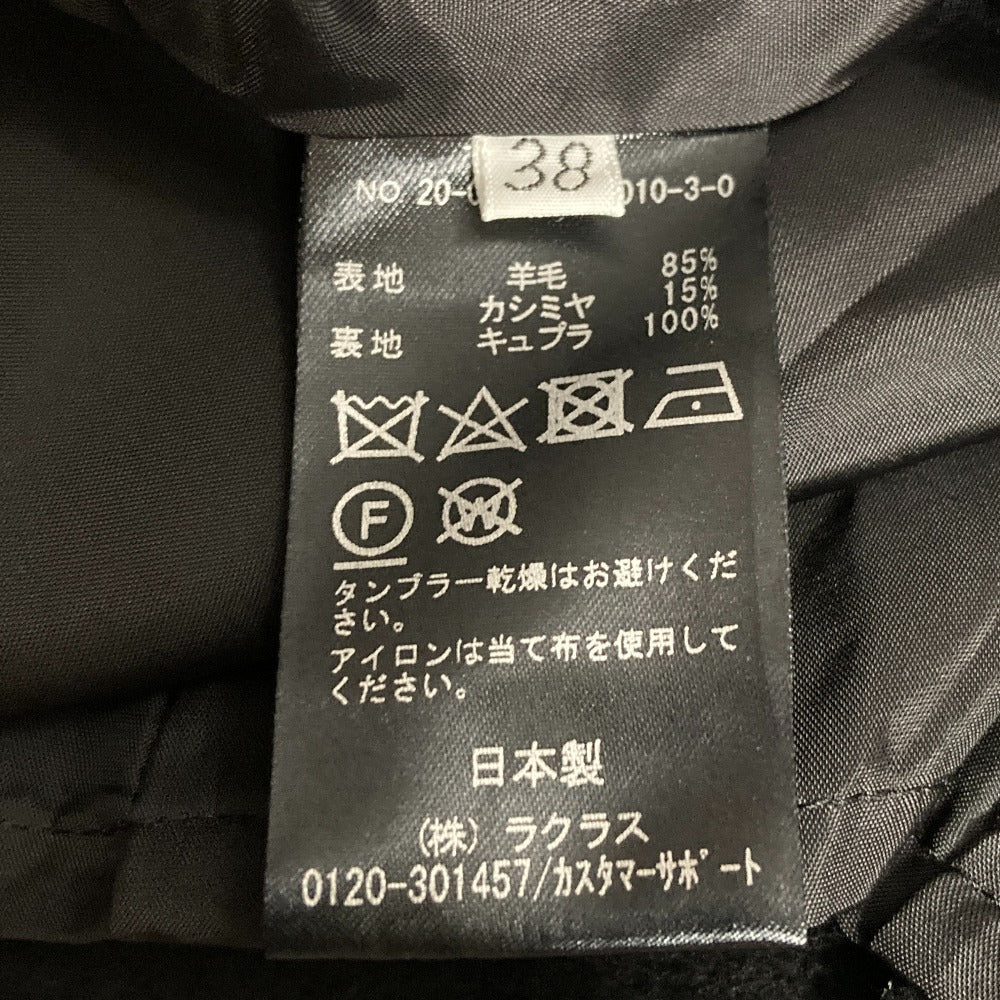 38
NO 20-0 010-3-0
表地 羊毛 85%
カシミヤ 15%
裏地 キュプラ 100%
F
W
タンブラー乾燥はお避けくだ
さい。
アイロンは当て布を使用して
ください。
日本製
(株) ラクラス
0120-301457/カスタマーサポート